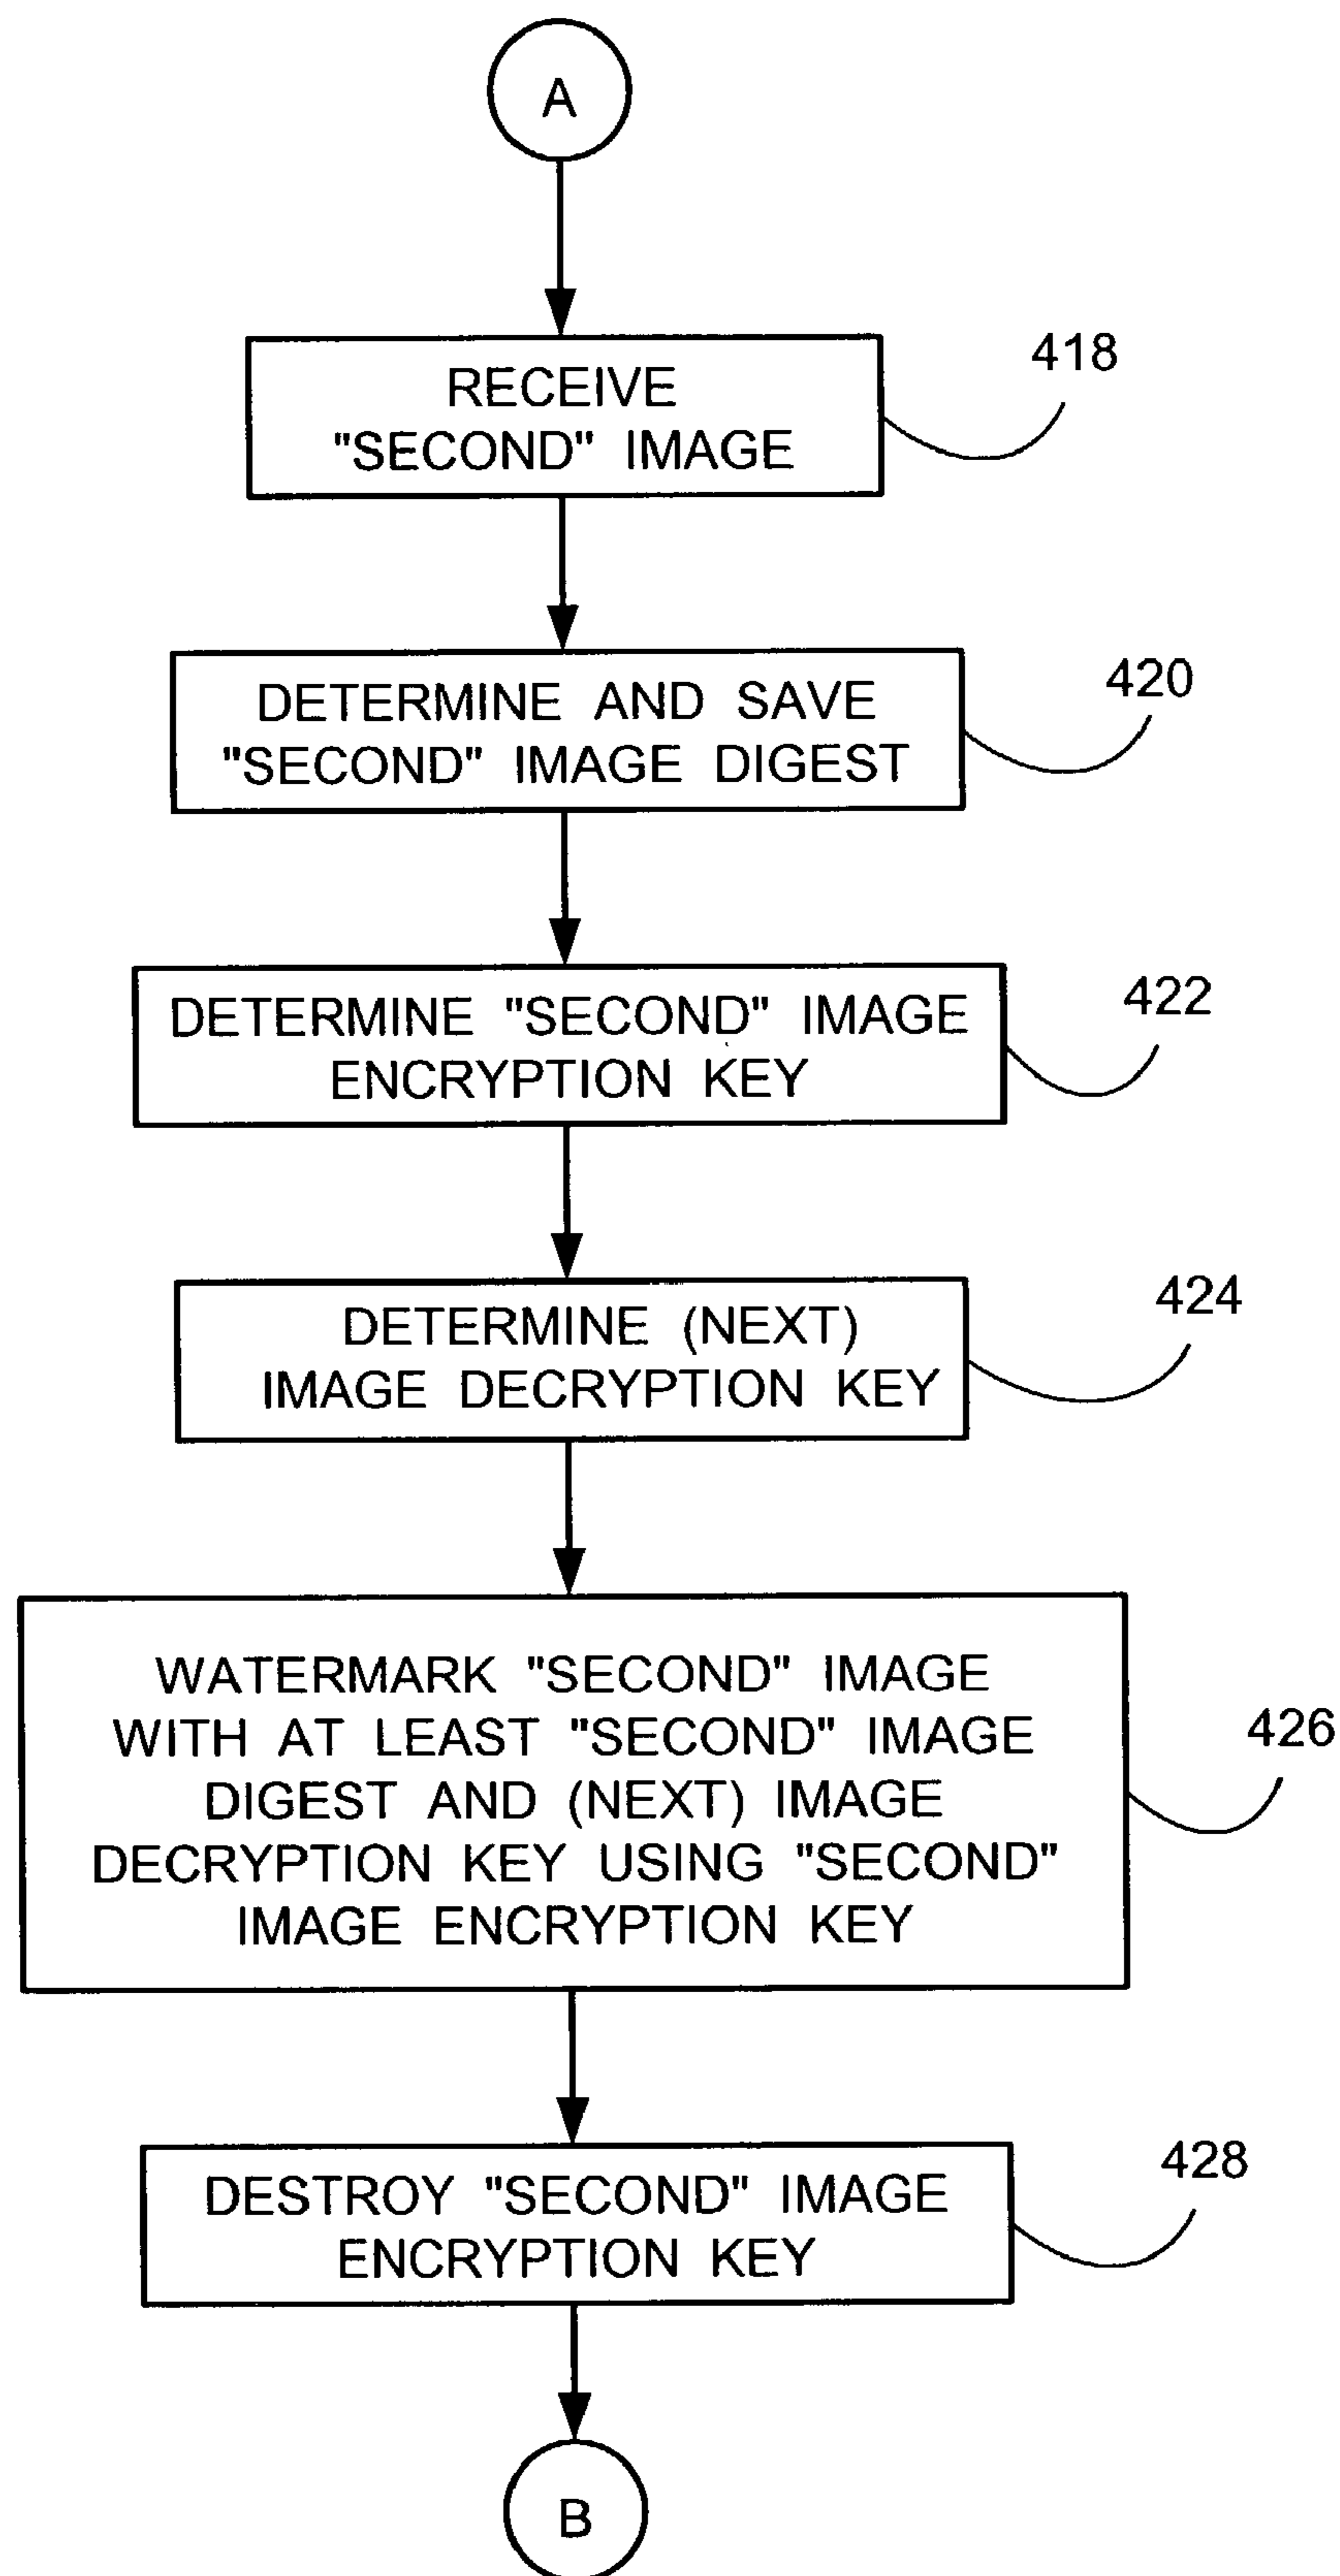 A
RECEIVE
"SECOND" IMAGE
418
DETERMINE AND SAVE
"SECOND" IMAGE DIGEST
420
DETERMINE "SECOND" IMAGE
ENCRYPTION KEY
422
DETERMINE (NEXT)
IMAGE DECRYPTION KEY
424
WATERMARK "SECOND" IMAGE
WITH AT LEAST "SECOND" IMAGE
DIGEST AND (NEXT) IMAGE
DECRYPTION KEY USING "SECOND"
IMAGE ENCRYPTION KEY
426
DESTROY "SECOND" IMAGE
ENCRYPTION KEY
428
B